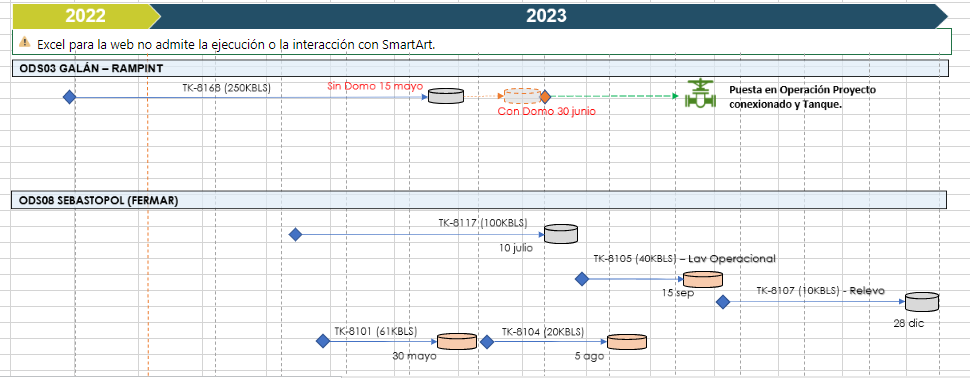 2022
2023
Excel para la web no admite la ejecución o la interacción con SmartArt.
ODS03 GALÁN – RAMPINT
TK-8168 (250KBLS)
Sin Domo 15 mayo
Con Domo 30 junio
Puesta en Operación Proyecto
conexionado y Tanque.
ODS08 SEBASTOPOL (FERMAR)
TK-8117 (100KBLS)
10 julio
TK-8105 (40KBLS) – Lav Operacional
15 sep
TK-8107 (10KBLS) - Relevo
28 dic
TK-8101 (61KBLS)
30 mayo
TK-8104 (20KBLS)
5 ago